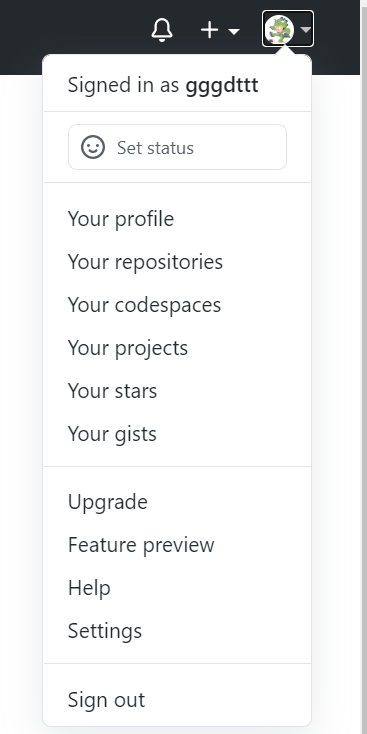 Signed in as gggdttt
Set status
Your profile
Your repositories
Your codespaces
Your projects
Your stars
Your gists
Upgrade
Feature preview
Help
Settings
Sign out